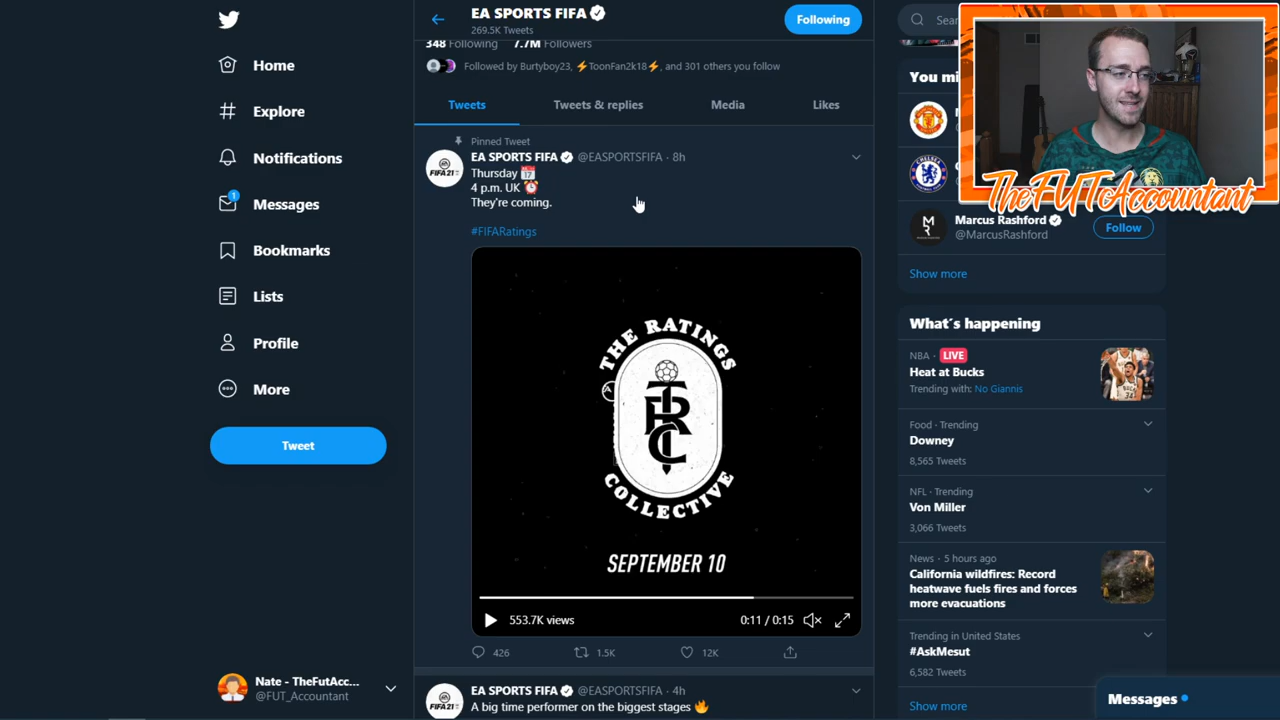 Home
Explore
Notifications
1
Messages
Bookmarks
Lists
Profile
More
Tweet
Nate - TheFutAcc...
@FUT_Accountant
EA SPORTS FIFA
269.5K Tweets
Following
348 Following 7.7M Followers
Followed by Burtyboy23, ⚡ToonFan2k18⚡, and 301 others you follow
Tweets Tweets & replies Media Likes
Pinned Tweet
EA SPORTS FIFA @EASPORTSFIFA · 8h
Thursday 📅
4 p.m. UK ⏰
They're coming.
#FIFARatings
THE RATINGS
TRC
COLLECTIVE
SEPTEMBER 10
553.7K views
0:11 / 0:15
426 1.5K 12K
EA SPORTS FIFA @EASPORTSFIFA · 4h
A big time performer on the biggest stages 🔥
FIFA 21
FIFA 21
TheFUTAccountant
Marcus Rashford
@MarcusRashford
Follow
Show more
What's happening
NBA · LIVE
Heat at Bucks
Trending with: No Giannis
Food · Trending
Downey
8,565 Tweets
NFL · Trending
Von Miller
3,066 Tweets
News · 5 hours ago
California wildfires: Record
heatwave fuels fires and forces
more evacuations
Trending in United States
#AskMesut
6,582 Tweets
Show more
Messages